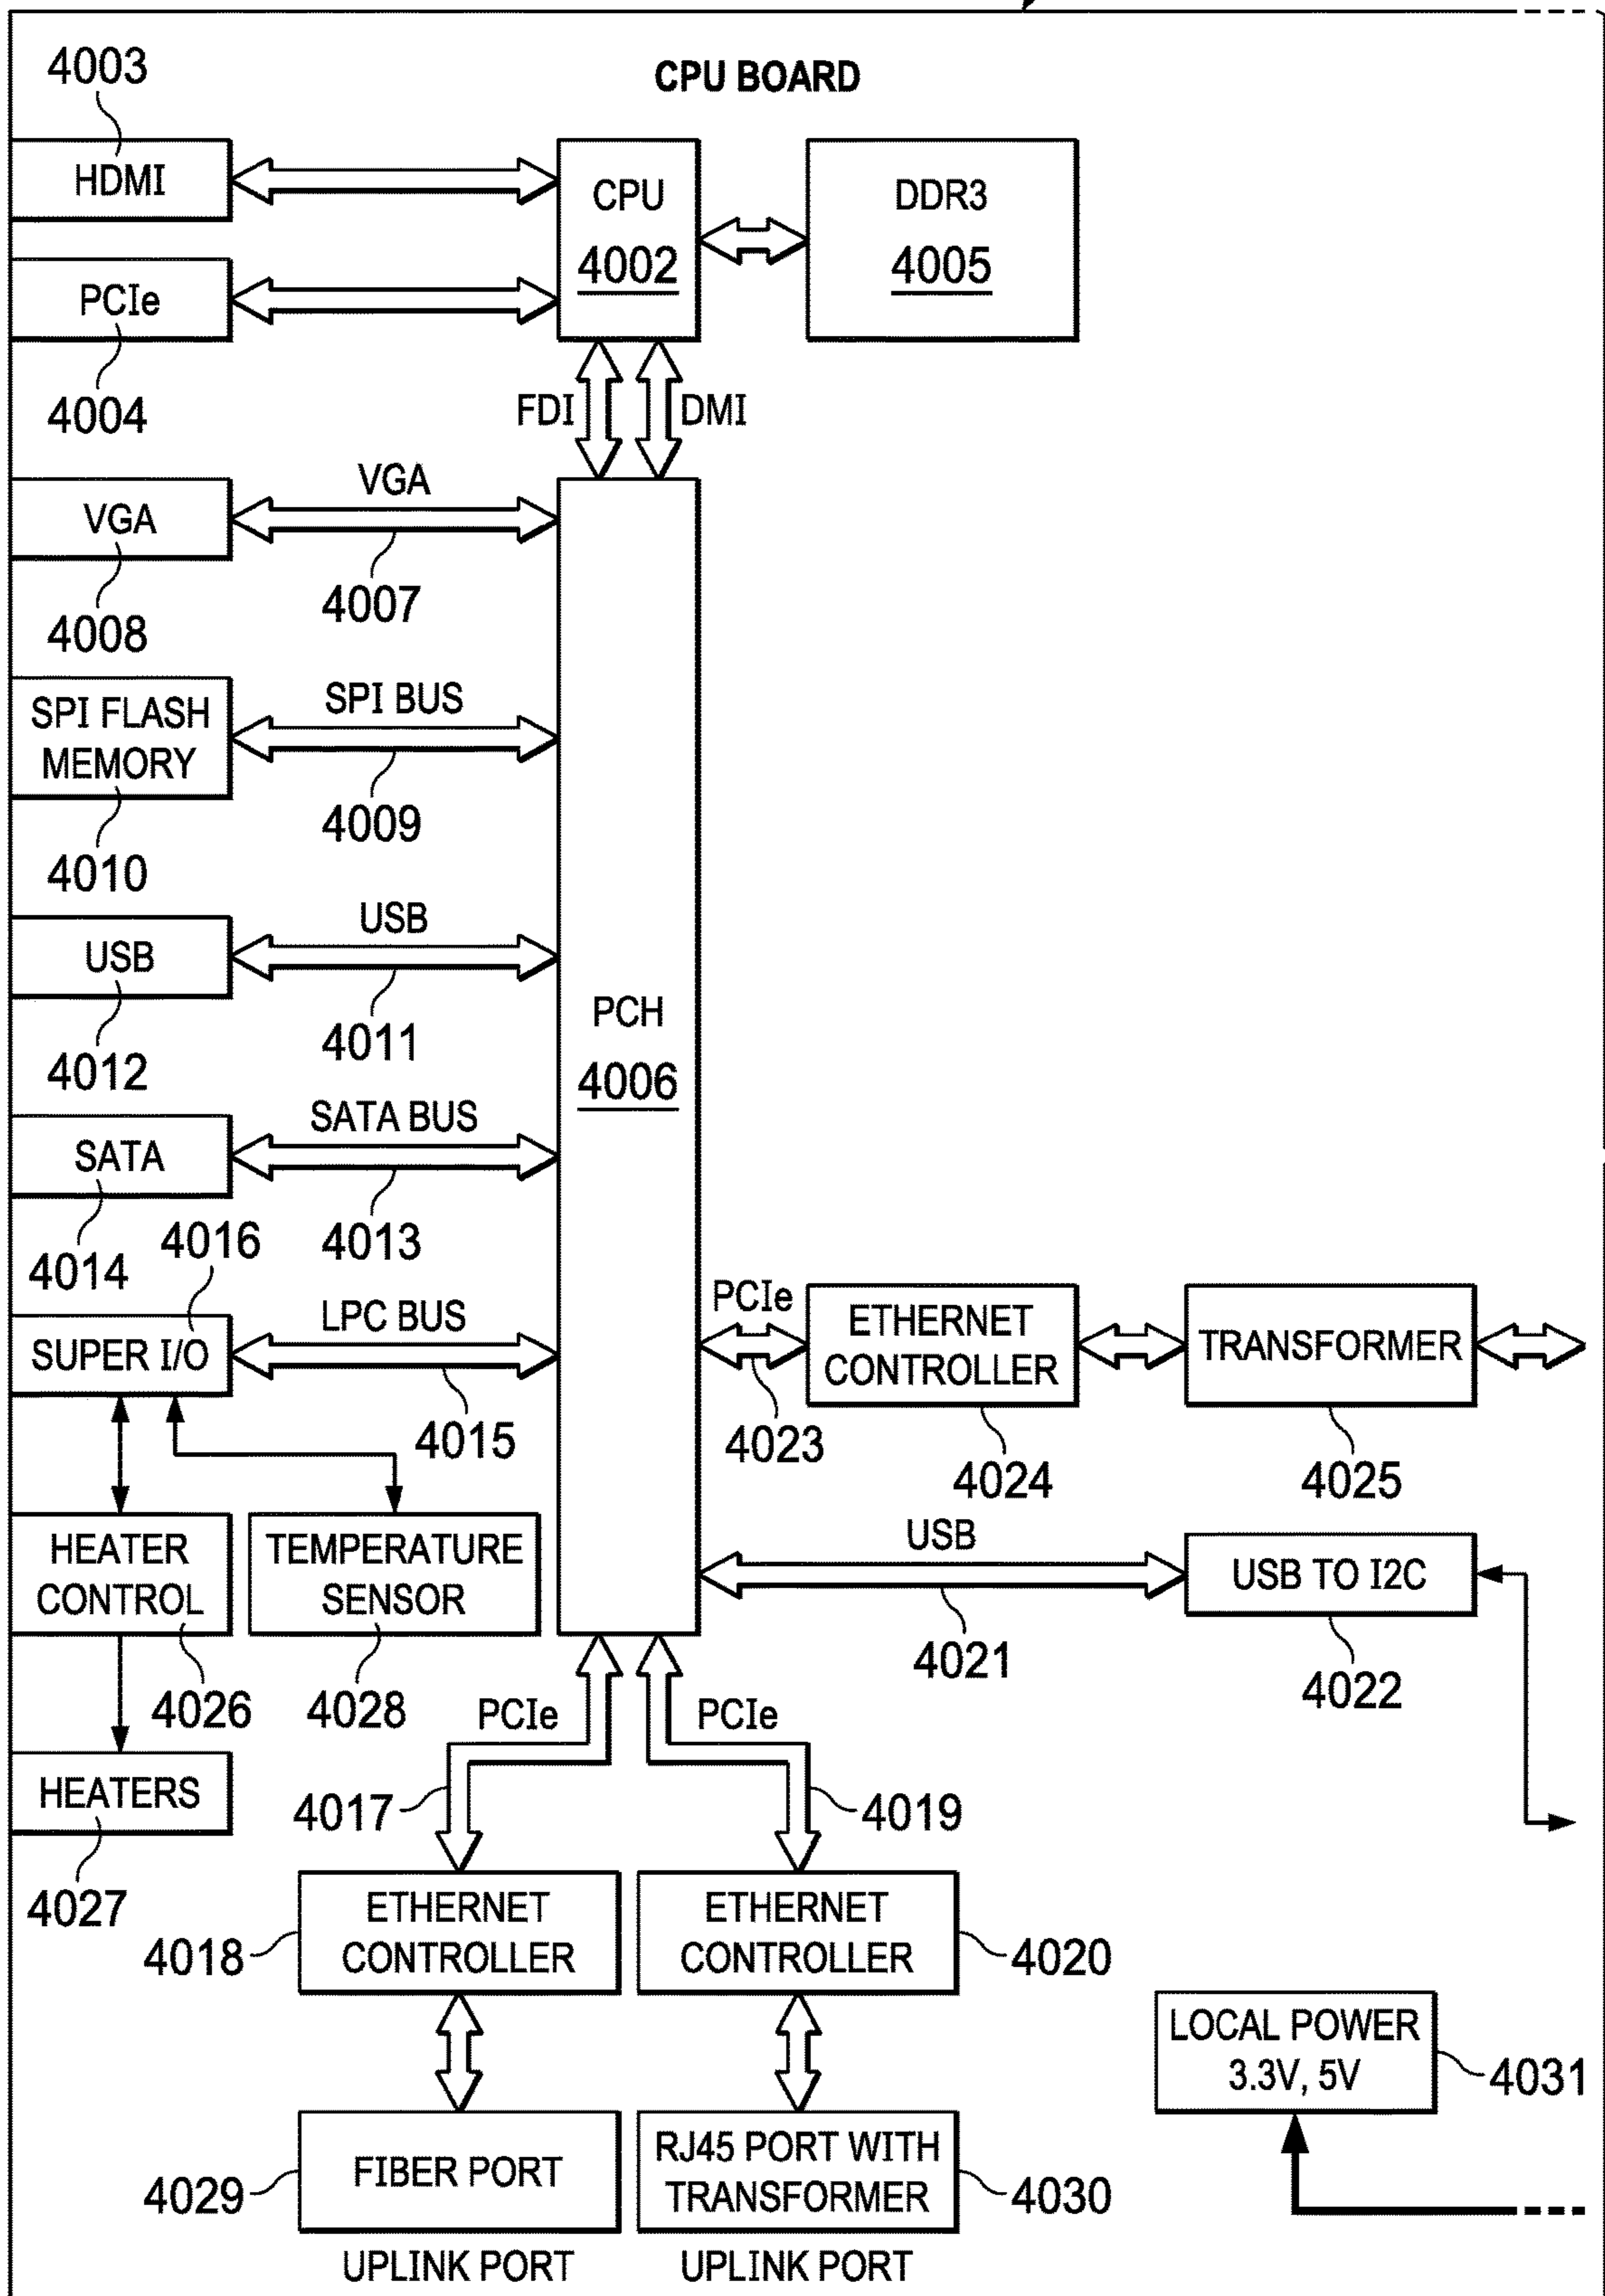 CPU BOARD
4003
HDMI
CPU
4002
DDR3
4005
PCIe
4004
FDI
DMI
VGA
VGA
4007
4008
SPI FLASH
MEMORY
SPI BUS
4009
4010
USB
USB
4011
4012
PCH
4006
SATA
SATA BUS
4013
4014
4016
SUPER I/O
LPC BUS
4015
PCIe
4023
ETHERNET
CONTROLLER
4024
TRANSFORMER
4025
HEATER
CONTROL
4026
TEMPERATURE
SENSOR
4028
USB
4021
USB TO I2C
4022
HEATERS
4027
PCIe
PCIe
4017
4019
ETHERNET
CONTROLLER
4018
ETHERNET
CONTROLLER
4020
LOCAL POWER
3.3V, 5V
4031
FIBER PORT
4029
RJ45 PORT WITH
TRANSFORMER
4030
UPLINK PORT
UPLINK PORT